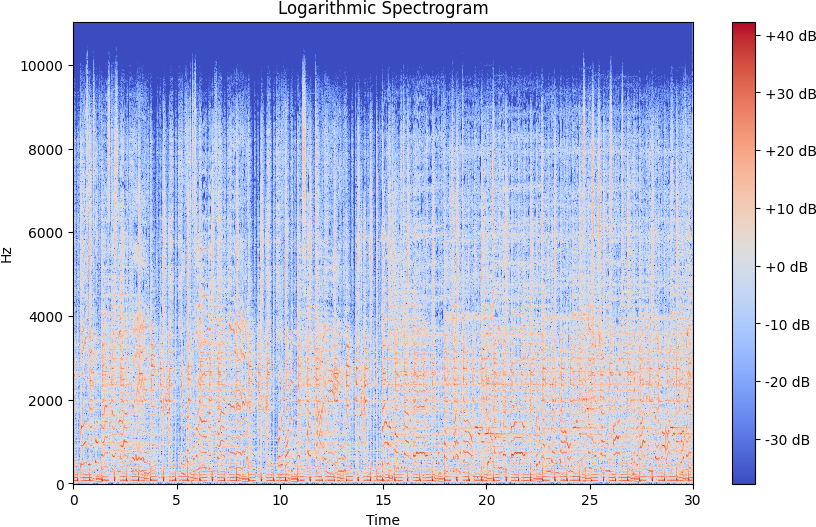 Logarithmic Spectrogram
Hz
10000
8000
6000
4000
2000
0
0 5 10 15 20 25 30
Time
+40 dB
+30 dB
+20 dB
+10 dB
+0 dB
-10 dB
-20 dB
-30 dB